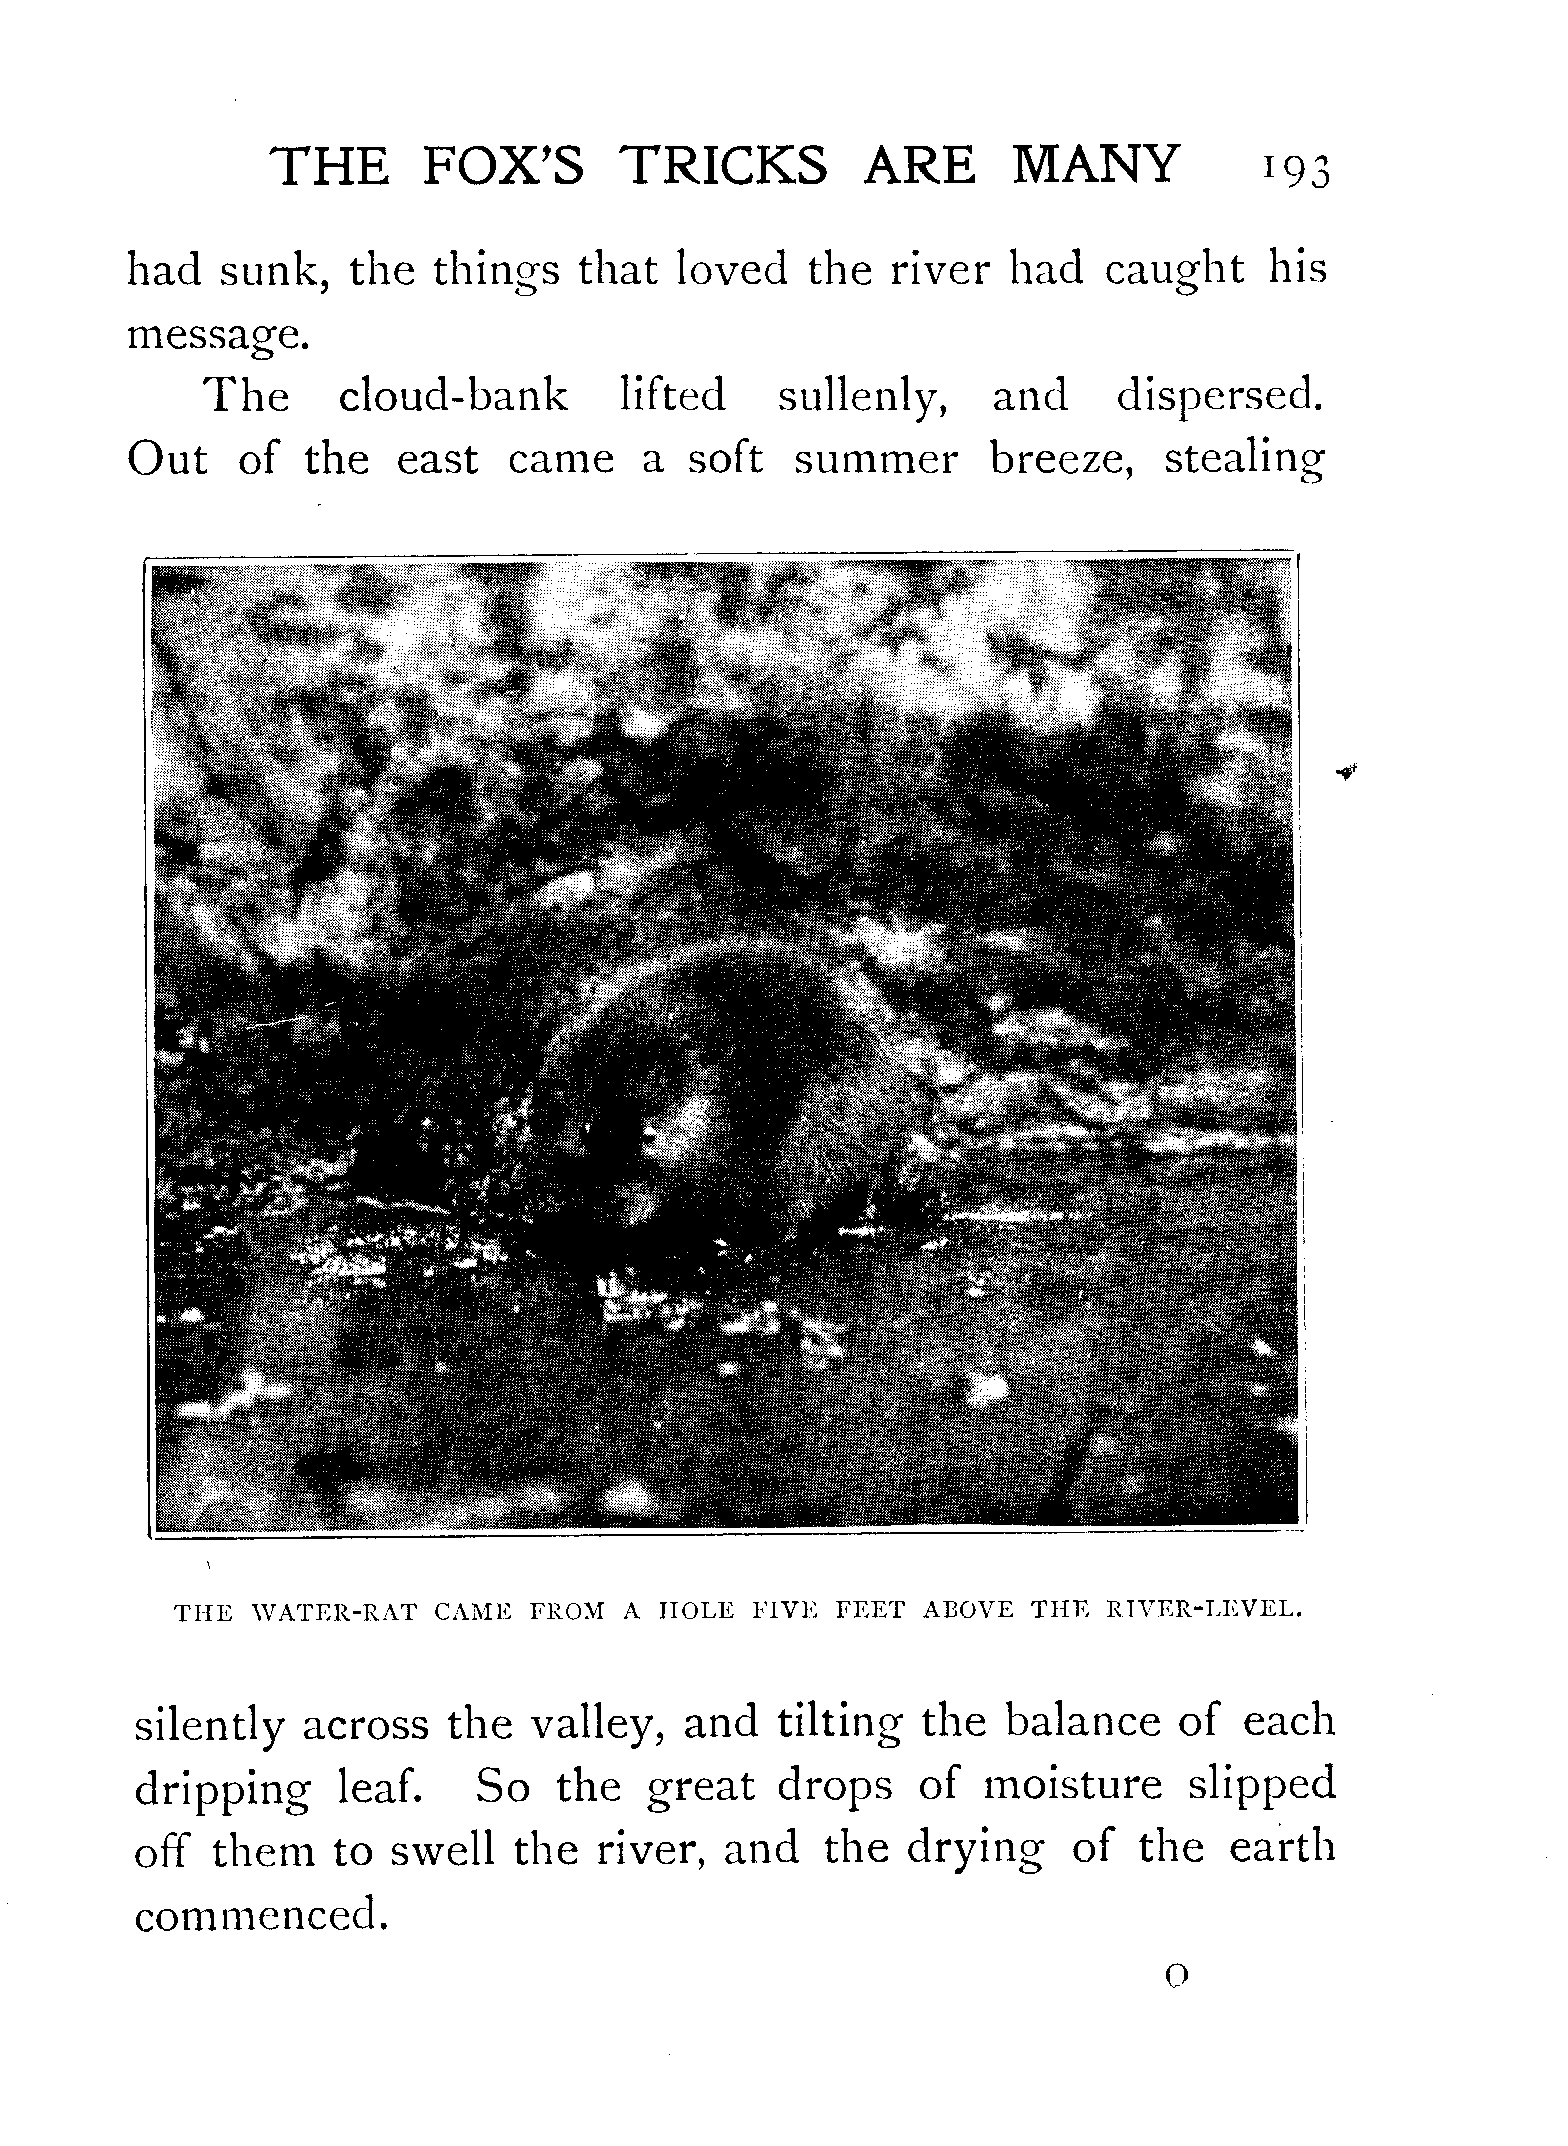 THE FOX'S TRICKS ARE MANY 193
had sunk, the things that loved the river had caught his
message.
The cloud-bank lifted sullenly, and dispersed.
Out of the east came a soft summer breeze, stealing
THE WATER-RAT CAME FROM A HOLE FIVE FEET ABOVE THE RIVER-LEVEL.
silently across the valley, and tilting the balance of each
dripping leaf. So the great drops of moisture slipped
off them to swell the river, and the drying of the earth
commenced.
O